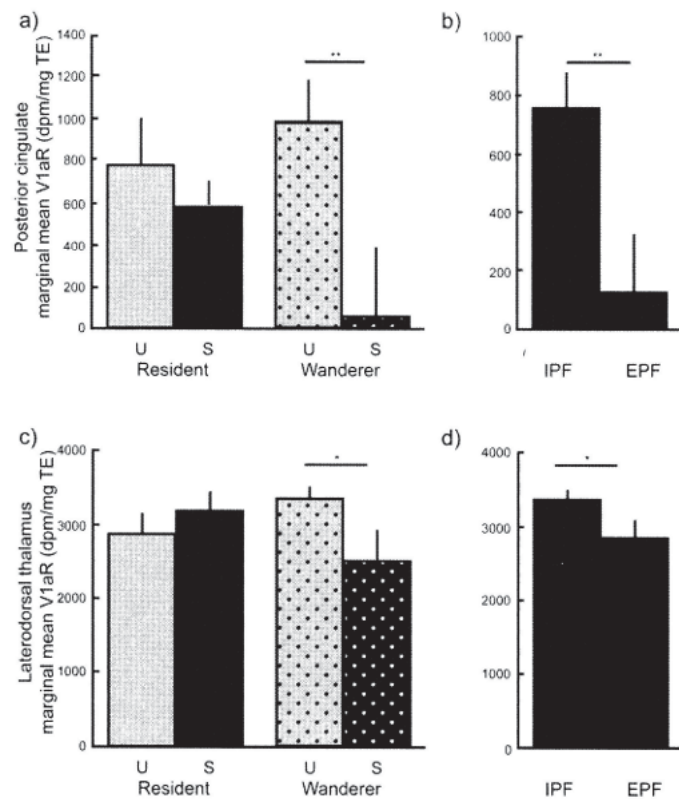 a)
Posterior cingulate
marginal mean V1aR (dpm/mg TE)
1400
1200
1000
800
600
400
200
0
**
U
S
U
S
Resident
Wanderer
b)
1000
800
600
400
200
0
**
IPF
EPF
c)
Laterodorsal thalamus
marginal mean V1aR (dpm/mg TE)
4000
3000
2000
1000
0
*
U
S
U
S
Resident
Wanderer
d)
4000
3000
2000
1000
0
*
IPF
EPF